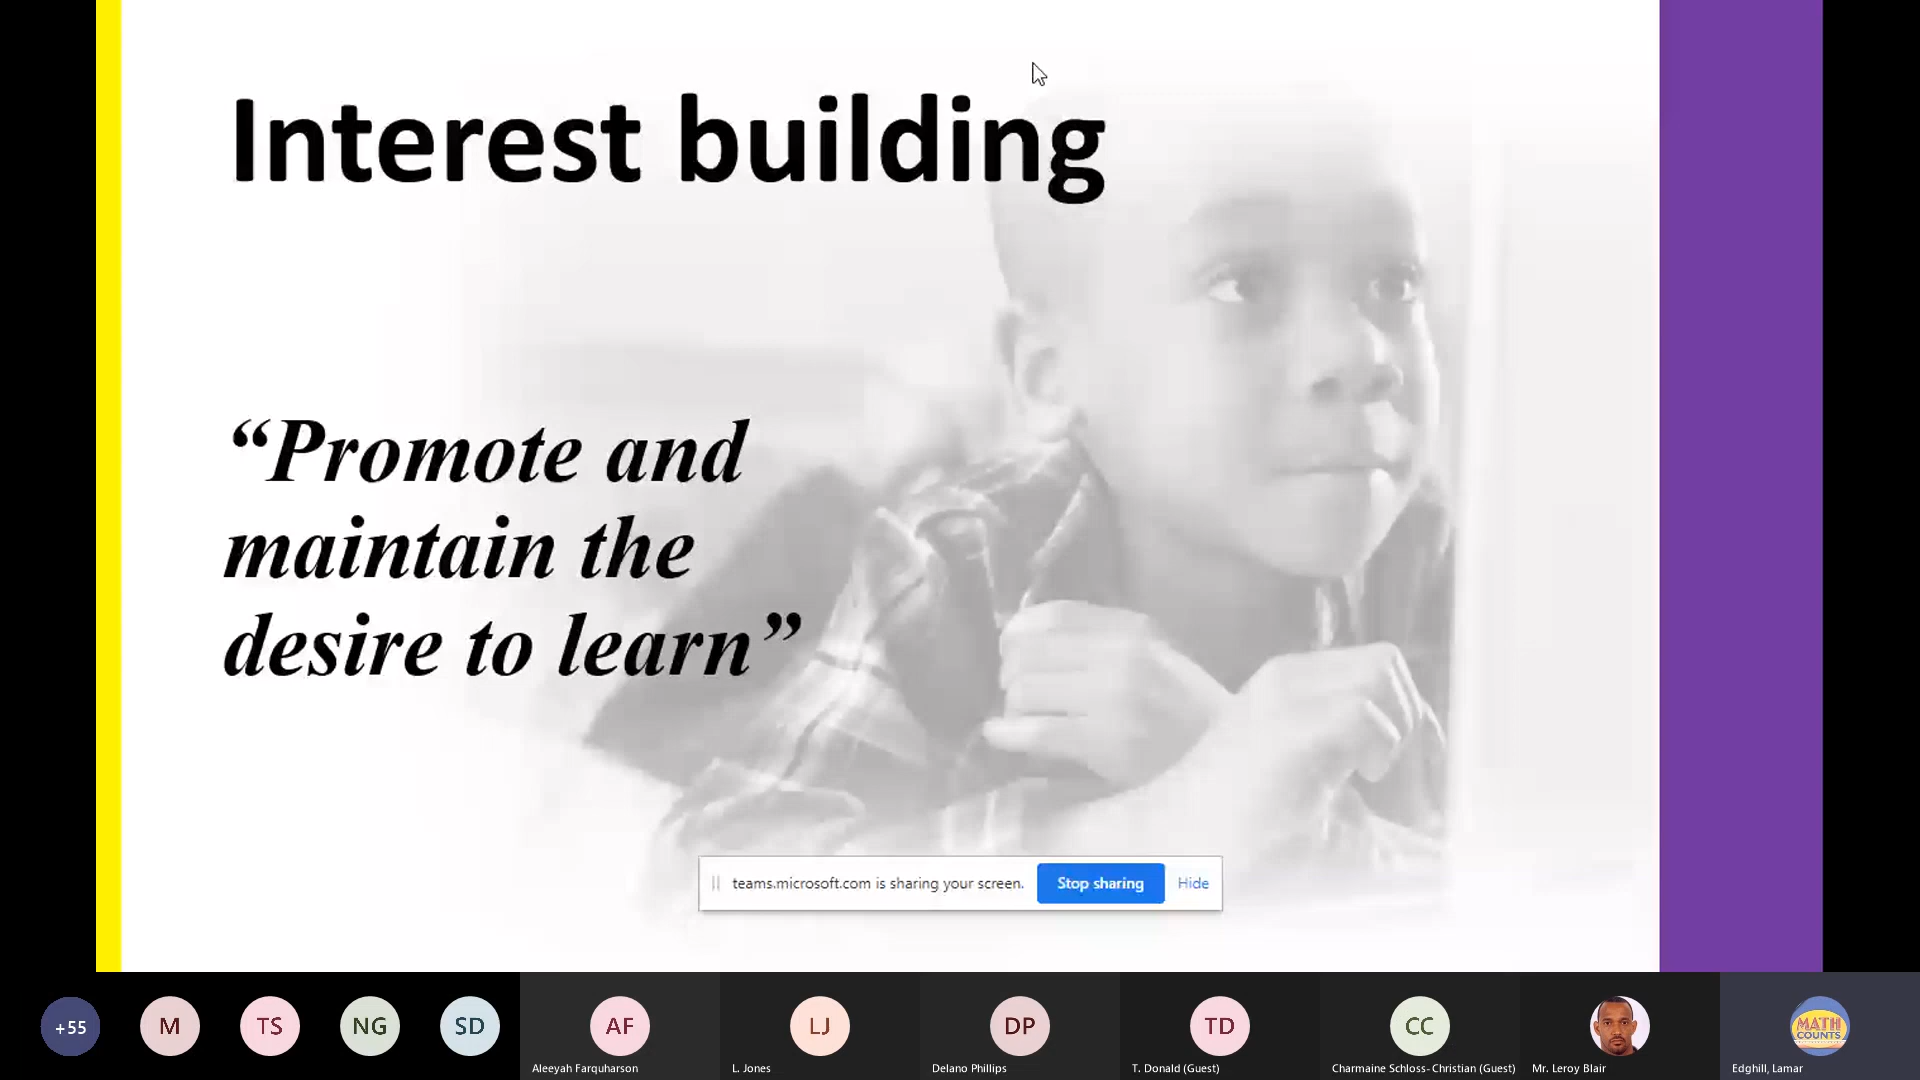 Interest building
“Promote and
maintain the
desire to learn”
teams.microsoft.com is sharing your screen. Stop sharing Hide
+55 M TS NG SD AF LJ DP TD CC MATH
COUNTS
Aleeyah Farquharson L. Jones Delano Phillips T. Donald (Guest) Charmaine Schloss-Christian (Guest) Mr. Leroy Blair Edghill, Lamar